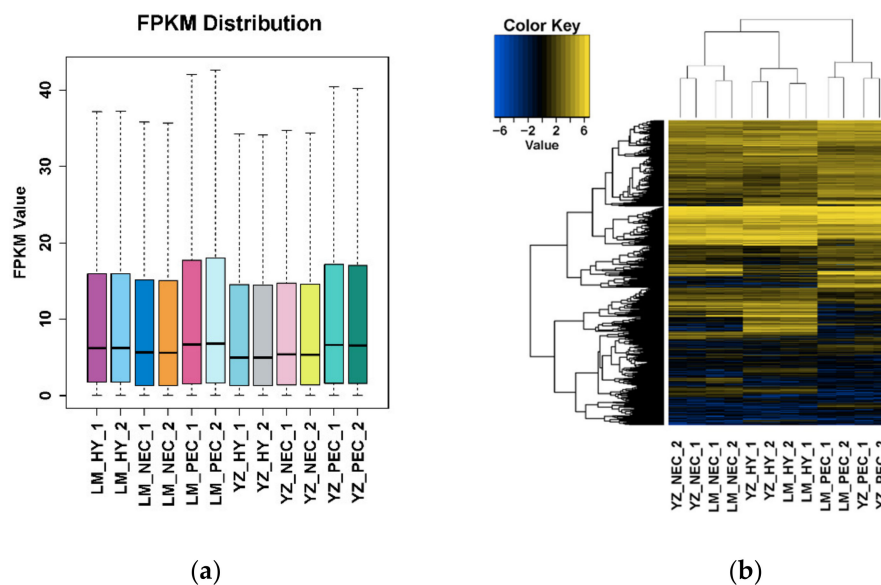 FPKM Distribution
FPKM Value
0
10
20
30
40
LM_HY_1
LM_HY_2
LM_NEC_1
LM_NEC_2
LM_PEC_1
LM_PEC_2
YZ_HY_1
YZ_HY_2
YZ_NEC_1
YZ_NEC_2
YZ_PEC_1
YZ_PEC_2
(a)
Color Key
−6 −2 2 6
Value
YZ_NEC_2
YZ_NEC_1
LM_NEC_1
LM_NEC_2
YZ_HY_1
YZ_HY_2
LM_HY_2
LM_HY_1
LM_PEC_1
LM_PEC_2
YZ_PEC_1
YZ_PEC_2
(b)